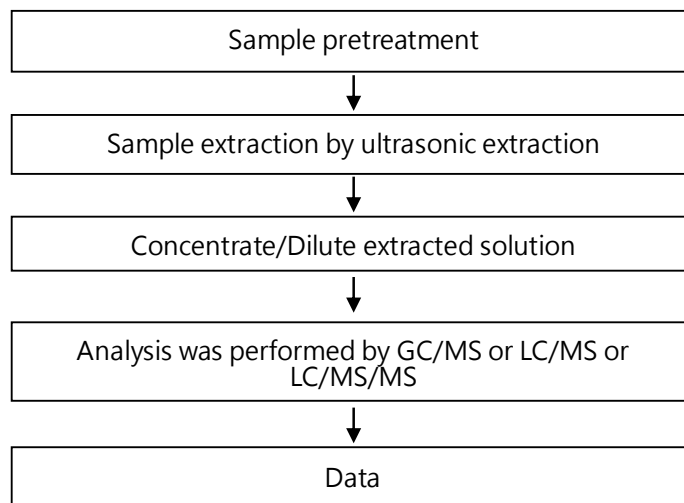 Sample pretreatment
Sample extraction by ultrasonic extraction
Concentrate/Dilute extracted solution
Analysis was performed by GC/MS or LC/MS or
LC/MS/MS
Data